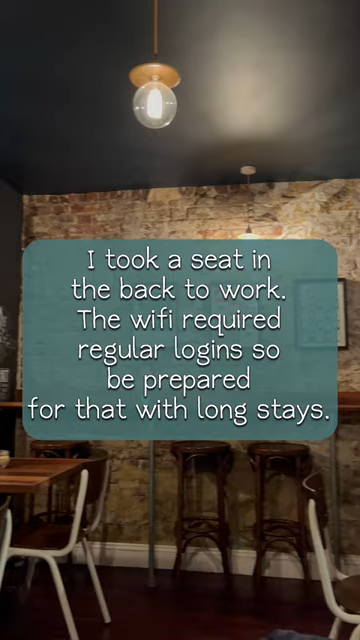 I took a seat in
the back to work.
The wifi required
regular logins so
be prepared
for that with long stays.